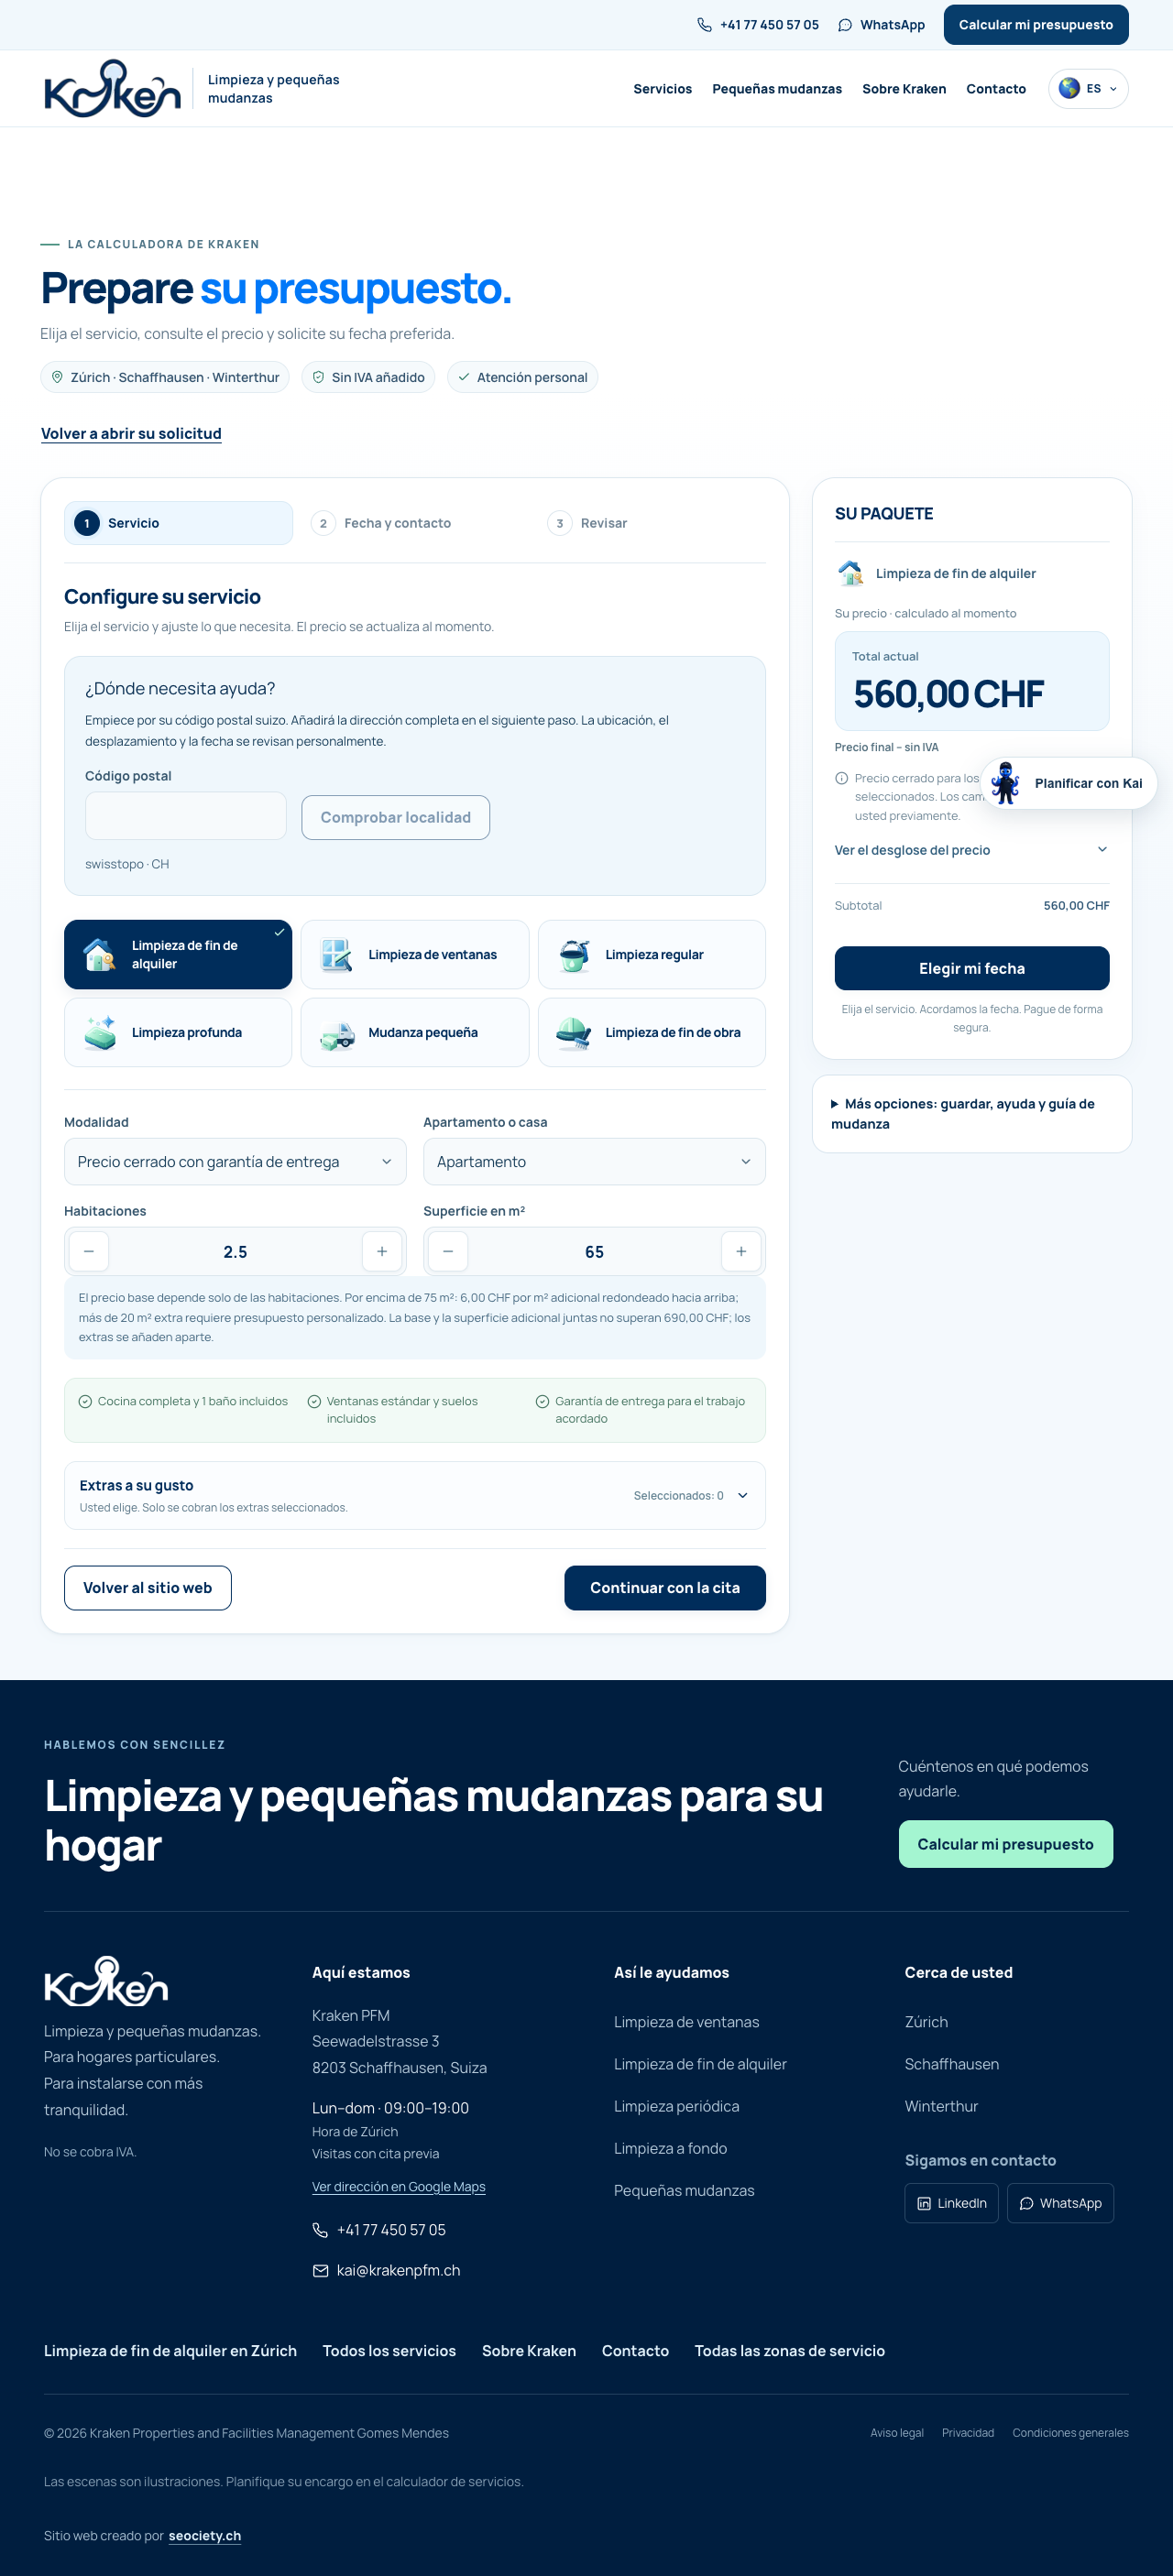 +41 77 450 57 05
WhatsApp
Calcular mi presupuesto
Kraken
Limpieza y pequeñas
mudanzas
Servicios
Pequeñas mudanzas
Sobre Kraken
Contacto
ES
LA CALCULADORA DE KRAKEN
Prepare su presupuesto.
Elija el servicio, consulte el precio y solicite su fecha preferida.
Zúrich · Schaffhausen · Winterthur
Sin IVA añadido
Atención personal
Volver a abrir su solicitud
1 Servicio
2 Fecha y contacto
3 Revisar
Configure su servicio
Elija el servicio y ajuste lo que necesita. El precio se actualiza al momento.
¿Dónde necesita ayuda?
Empiece por su código postal suizo. Añadirá la dirección completa en el siguiente paso. La ubicación, el
desplazamiento y la fecha se revisan personalmente.
Código postal
Comprobar localidad
swisstopo · CH
Limpieza de fin de
alquiler
Limpieza de ventanas
Limpieza regular
Limpieza profunda
Mudanza pequeña
Limpieza de fin de obra
Modalidad
Precio cerrado con garantía de entrega
Apartamento o casa
Apartamento
Habitaciones
2.5
Superficie en m²
65
El precio base depende solo de las habitaciones. Por encima de 75 m²: 6,00 CHF por m² adicional redondeado hacia arriba;
más de 20 m² extra requiere presupuesto personalizado. La base y la superficie adicional juntas no superan 690,00 CHF; los
extras se añaden aparte.
Cocina completa y 1 baño incluidos
Ventanas estándar y suelos
incluidos
Garantía de entrega para el trabajo
acordado
Extras a su gusto
Usted elige. Solo se cobran los extras seleccionados.
Seleccionados: 0
Volver al sitio web
Continuar con la cita
SU PAQUETE
Limpieza de fin de alquiler
Su precio · calculado al momento
Total actual
560,00 CHF
Precio final – sin IVA
Precio cerrado para los
seleccionados. Los
usted previamente.
Planificar con Kai
Ver el desglose del precio
Subtotal
560,00 CHF
Elegir mi fecha
Elija el servicio. Acordamos la fecha. Pague de forma
segura.
Más opciones: guardar, ayuda y guía de
mudanza
HABLEMOS CON SENCILLEZ
Limpieza y pequeñas mudanzas para su
hogar
Cuéntenos en qué podemos
ayudarle.
Calcular mi presupuesto
Kraken
Limpieza y pequeñas mudanzas.
Para hogares particulares.
Para instalarse con más
tranquilidad.
No se cobra IVA.
Aquí estamos
Kraken PFM
Seewadelstrasse 3
8203 Schaffhausen, Suiza
Lun–dom · 09:00–19:00
Hora de Zúrich
Visitas con cita previa
Ver dirección en Google Maps
+41 77 450 57 05
kai@krakenpfm.ch
Así le ayudamos
Limpieza de ventanas
Limpieza de fin de alquiler
Limpieza periódica
Limpieza a fondo
Pequeñas mudanzas
Cerca de usted
Zúrich
Schaffhausen
Winterthur
Sigamos en contacto
LinkedIn
WhatsApp
Limpieza de fin de alquiler en Zúrich
Todos los servicios
Sobre Kraken
Contacto
Todas las zonas de servicio
© 2026 Kraken Properties and Facilities Management Gomes Mendes
Aviso legal
Privacidad
Condiciones generales
Las escenas son ilustraciones. Planifique su encargo en el calculador de servicios.
Sitio web creado por seociety.ch